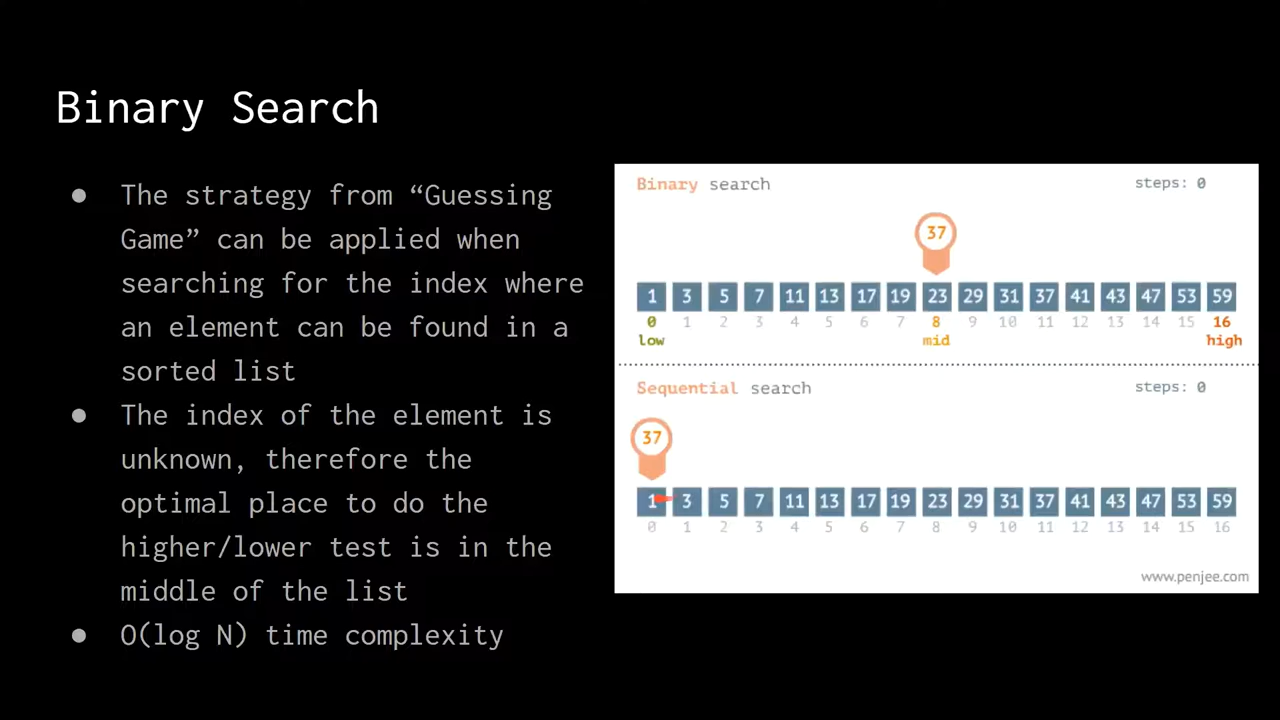 Binary Search
● The strategy from “Guessing
Game” can be applied when
searching for the index where
an element can be found in a
sorted list
● The index of the element is
unknown, therefore the
optimal place to do the
higher/lower test is in the
middle of the list
● O(log N) time complexity
Binary search steps: 0
37
1 3 5 7 11 13 17 19 23 29 31 37 41 43 47 53 59
0 1 2 3 4 5 6 7 8 9 10 11 12 13 14 15 16
low mid high
Sequential search steps: 0
37
1 3 5 7 11 13 17 19 23 29 31 37 41 43 47 53 59
0 1 2 3 4 5 6 7 8 9 10 11 12 13 14 15 16
www.penjee.com